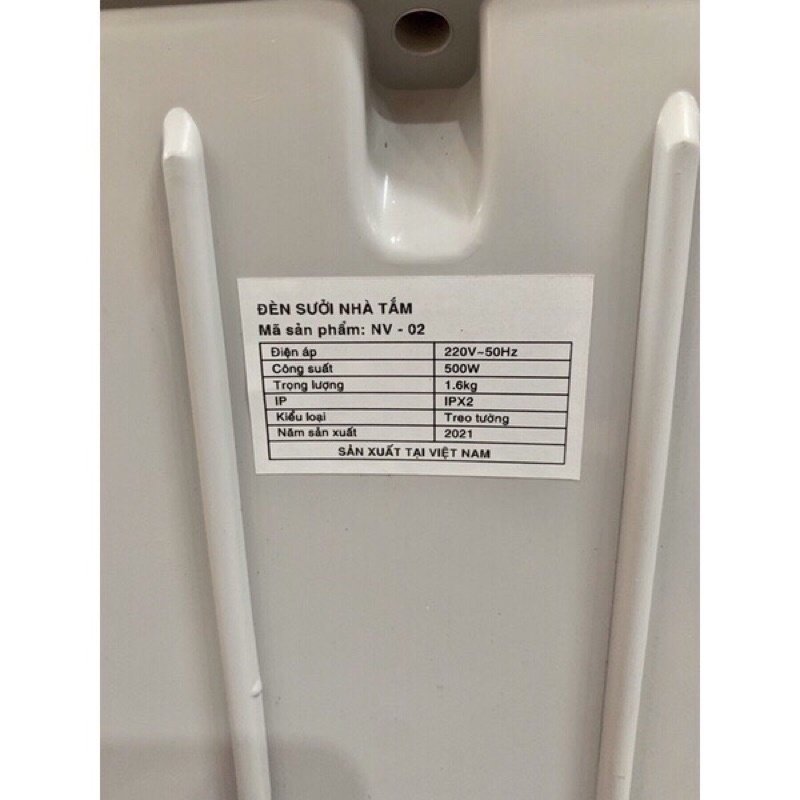 ĐÈN SƯỞI NHÀ TẮM
Mã sản phẩm: NV - 02
Điện áp 220V~50Hz
Công suất 500W
Trọng lượng 1.6kg
IP IPX2
Kiểu loại Treo tường
Năm sản xuất 2021
SẢN XUẤT TẠI VIỆT NAM